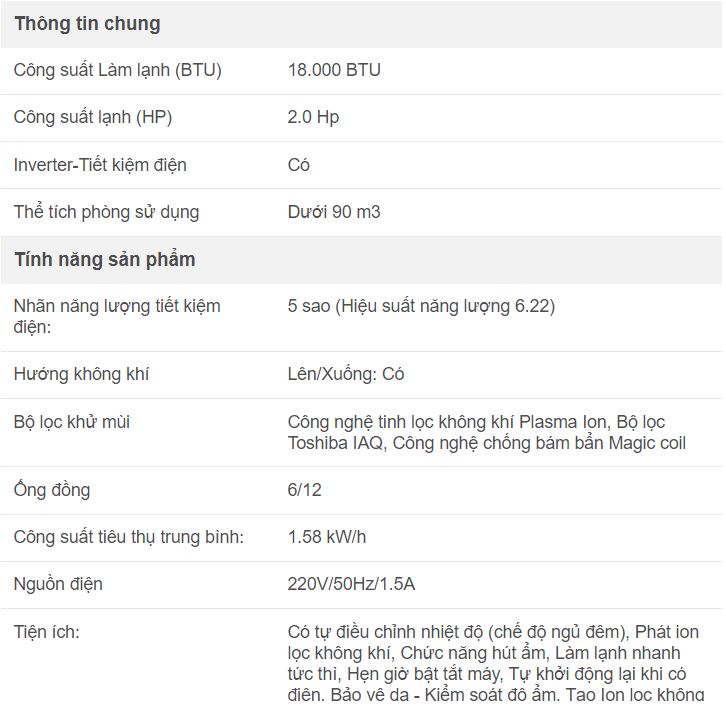 Thông tin chung
Công suất Làm lạnh (BTU) 18.000 BTU
Công suất lạnh (HP) 2.0 Hp
Inverter-Tiết kiệm điện Có
Thể tích phòng sử dụng Dưới 90 m3
Tính năng sản phẩm
Nhãn năng lượng tiết kiệm 5 sao (Hiệu suất năng lượng 6.22)
điện:
Hướng không khí Lên/Xuống: Có
Bộ lọc khử mùi Công nghệ tinh lọc không khí Plasma Ion, Bộ lọc
Toshiba IAQ, Công nghệ chống bám bẩn Magic coil
Ống đồng 6/12
Công suất tiêu thụ trung bình: 1.58 kW/h
Nguồn điện 220V/50Hz/1.5A
Tiện ích: Có tự điều chỉnh nhiệt độ (chế độ ngủ đêm), Phát ion
lọc không khí, Chức năng hút ẩm, Làm lạnh nhanh
tức thì, Hẹn giờ bật tắt máy, Tự khởi động lại khi có
điện, Bảo vệ da - Kiểm soát độ ẩm, Tạo Ion lọc không